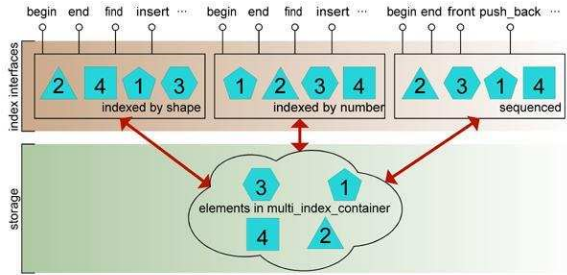 begin end find insert ...
begin end find insert ...
begin end front push_back ...
index interfaces
2 4 1 3
indexed by shape
1 2 3 4
indexed by number
2 3 1 4
sequenced
storage
3 1
elements in multi_index_container
4 2